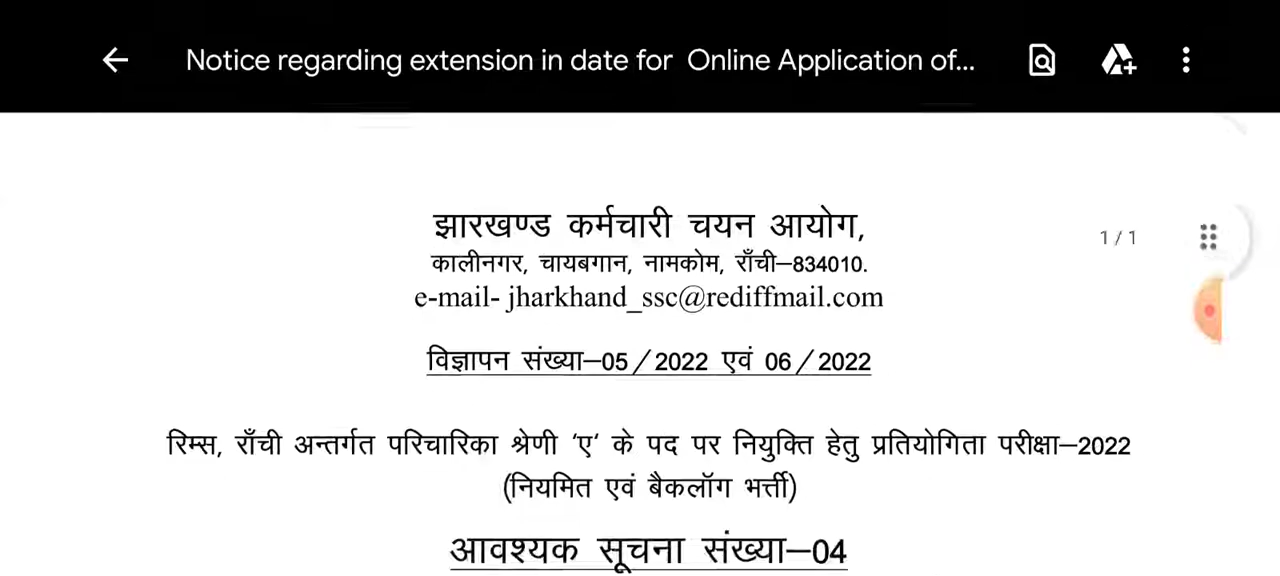 Notice regarding extension in date for Online Application of...
झारखण्ड कर्मचारी चयन आयोग,
1 / 1
कालीनगर, चायबगान, नामकोम, राँची–834010.
e-mail- jharkhand_ssc@rediffmail.com
विज्ञापन संख्या–05/2022 एवं 06/2022
रिम्स, राँची अन्तर्गत परिचारिका श्रेणी 'ए' के पद पर नियुक्ति हेतु प्रतियोगिता परीक्षा–2022
(नियमित एवं बैकलॉग भर्त्ती)
आवश्यक सूचना संख्या–04